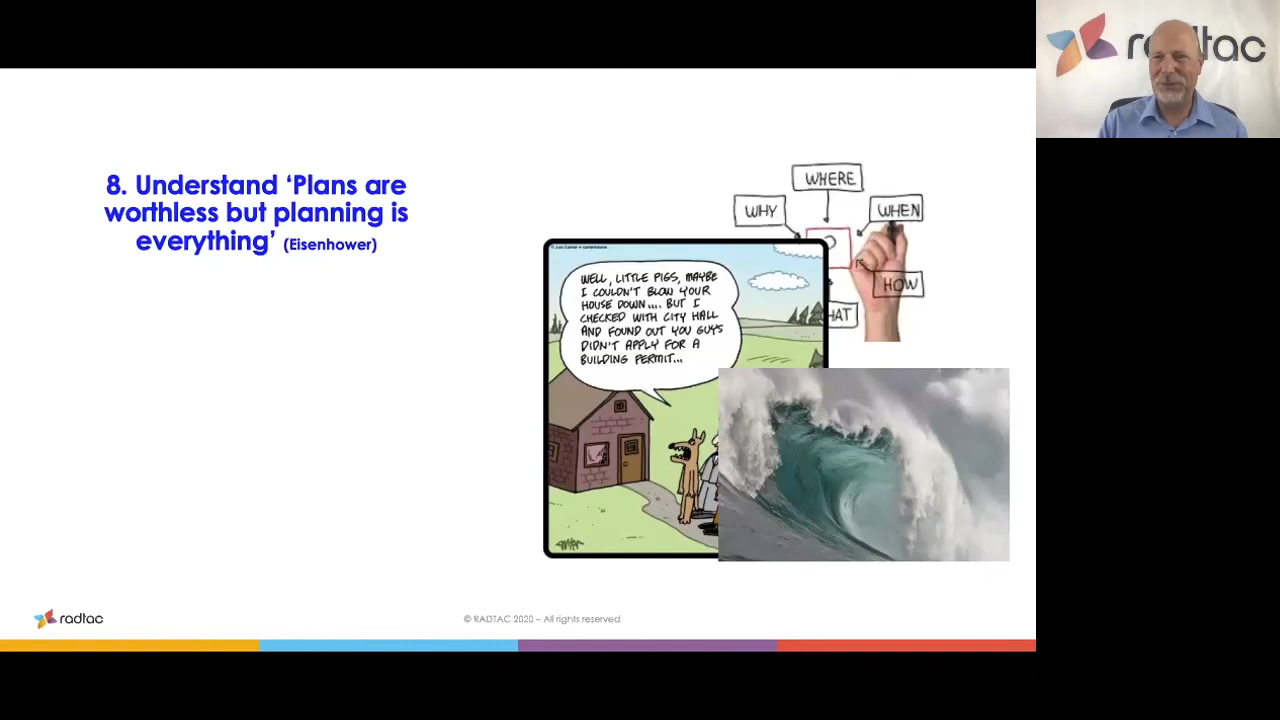 radtac
8. Understand ‘Plans are
worthless but planning is
everything’ (Eisenhower)
WHERE
WHY
WHEN
HOW
HAT
WELL, LITTLE PIGS, MAYBE
I COULDN'T BLOW YOUR
HOUSE DOWN.... BUT I
CHECKED WITH CITY HALL
AND FOUND OUT YOU GUYS
DIDN'T APPLY FOR A
BUILDING PERMIT...
radtac
© RADTAC 2020 – All rights reserved